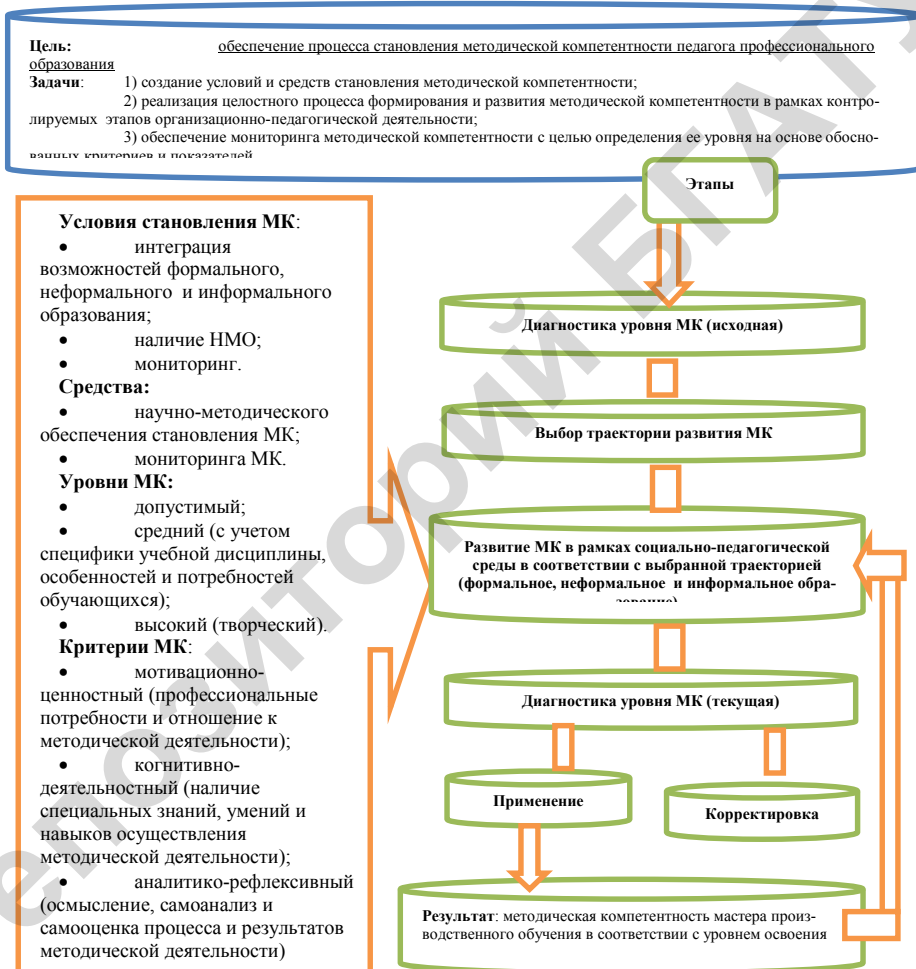 Цель: обеспечение процесса становления методической компетентности педагога профессионального
образования
Задачи: 1) создание условий и средств становления методической компетентности;
2) реализация целостного процесса формирования и развития методической компетентности в рамках контро-
лируемых этапов организационно-педагогической деятельности;
3) обеспечение мониторинга методической компетентности с целью определения ее уровня на основе обосно-
ванных критериев и показателей
Этапы
Условия становления МК:
• интеграция
возможностей формального,
неформального и информального
образования;
• наличие НМО;
• мониторинг.
Средства:
• научно-методического
обеспечения становления МК;
• мониторинга МК.
Уровни МК:
• допустимый;
• средний (с учетом
специфики учебной дисциплины,
особенностей и потребностей
обучающихся);
• высокий (творческий).
Критерии МК:
• мотивационно-
ценностный (профессиональные
потребности и отношение к
методической деятельности);
• когнитивно-
деятельностный (наличие
специальных знаний, умений и
навыков осуществления
методической деятельности);
• аналитико-рефлексивный
(осмысление, самоанализ и
самооценка процесса и результатов
методической деятельности)
Диагностика уровня МК (исходная)
Выбор траектории развития МК
Развитие МК в рамках социально-педагогической
среды в соответствии с выбранной траекторией
(формальное, неформальное и информальное обра-
зование)
Диагностика уровня МК (текущая)
Применение
Корректировка
Результат: методическая компетентность мастера произ-
водственного обучения в соответствии с уровнем освоения
епозиторий БГАТУ